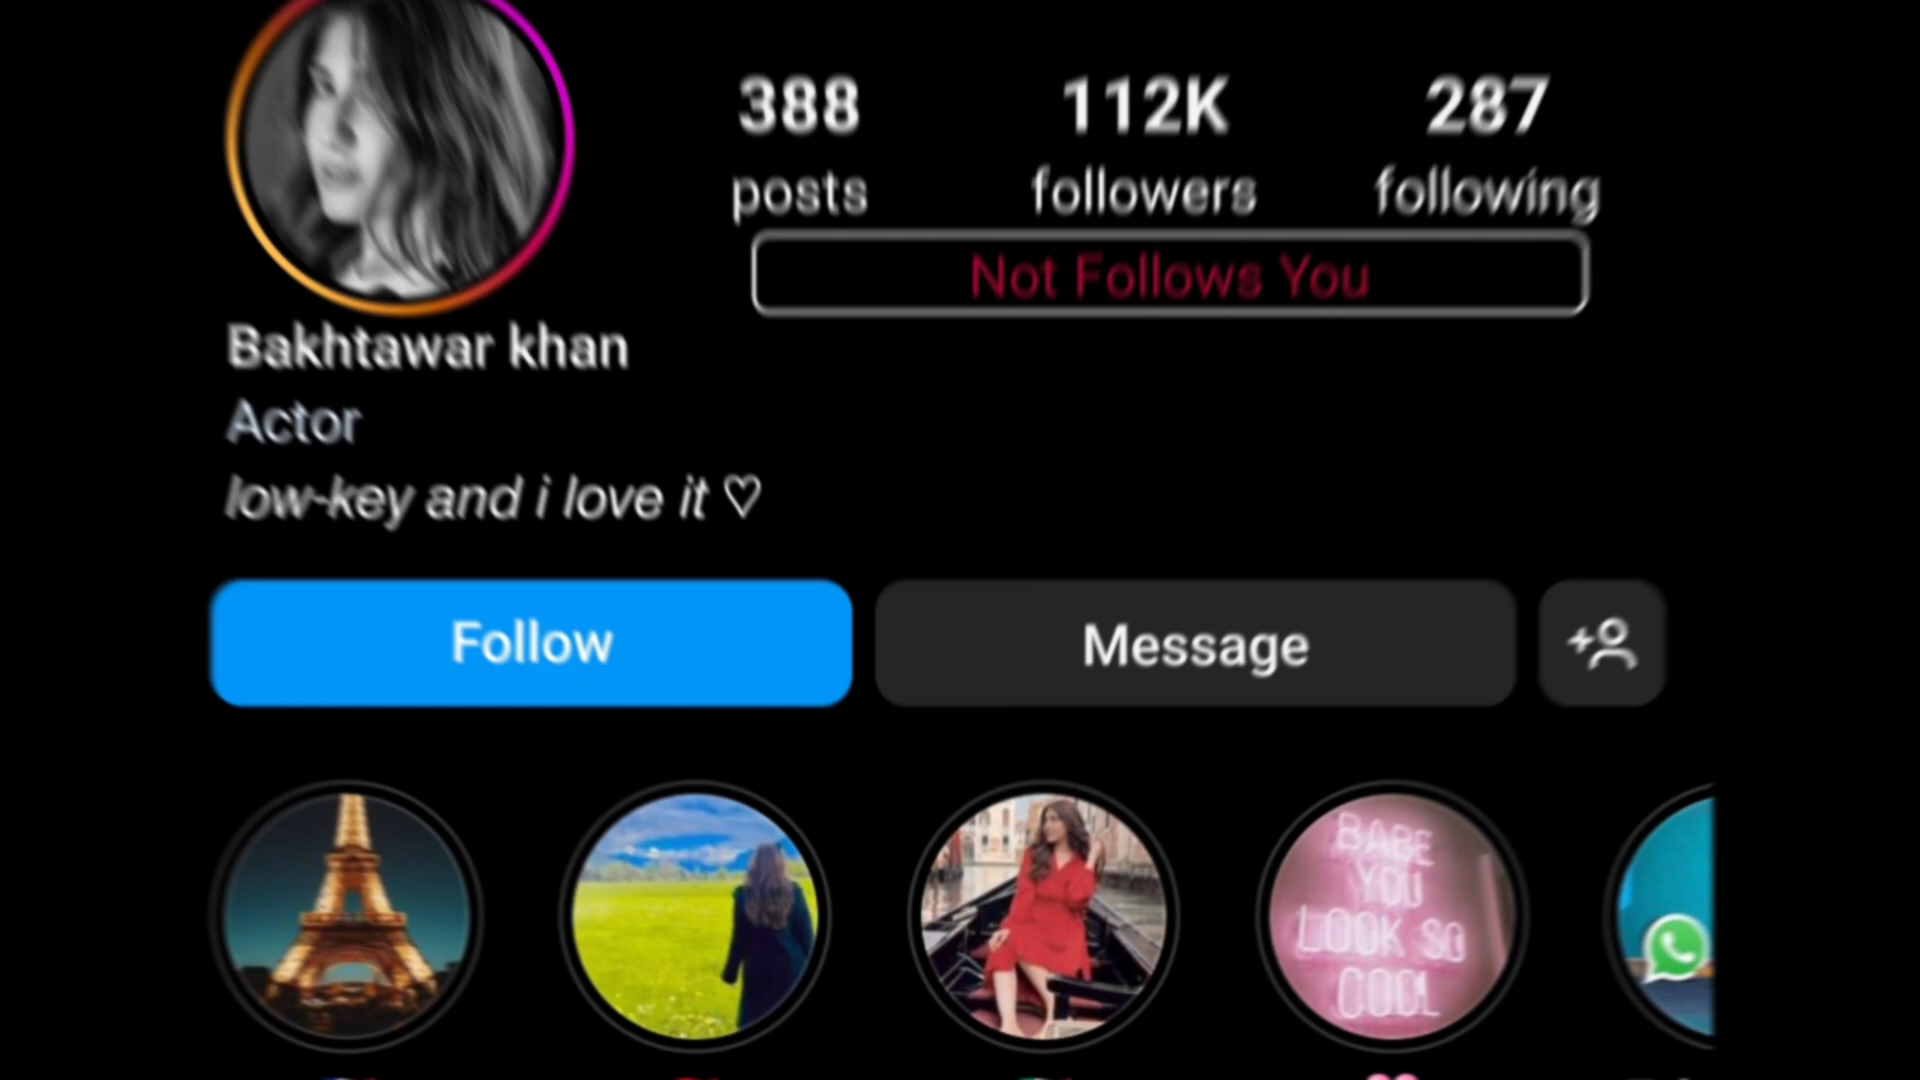 388 112K 287
posts followers following
Not Follows You
Bakhtawar khan
Actor
low-key and i love it ♡
Follow Message
BABE
YOU
LOOK SO
COOL